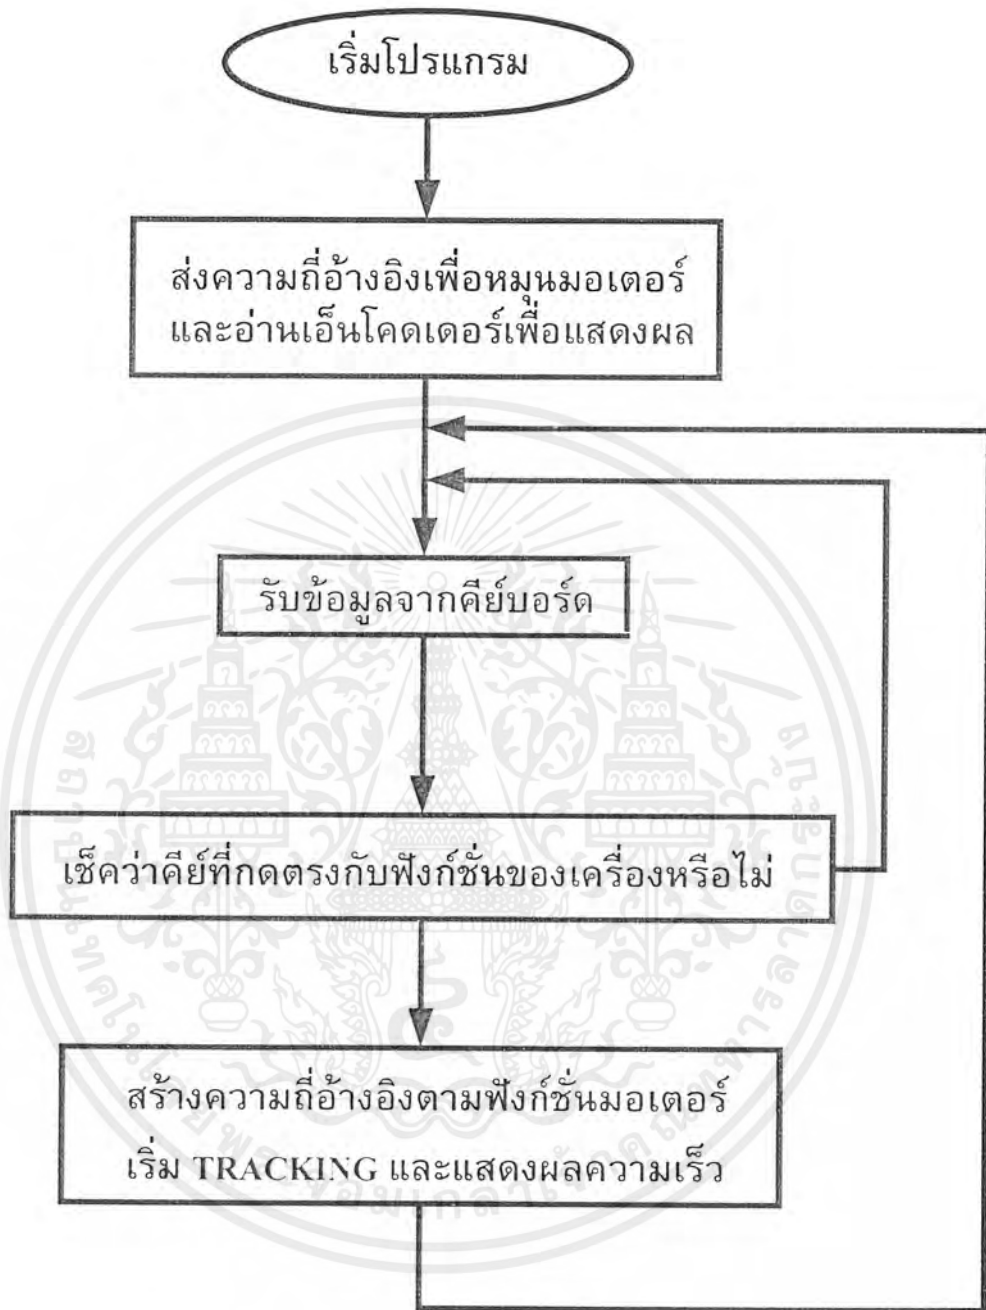 เริ่มโปรแกรม
ส่งความถี่อ้างอิงเพื่อหมุนมอเตอร์
และอ่านเอ็นโคดเดอร์เพื่อแสดงผล
รับข้อมูลจากคีย์บอร์ด
เช็คว่าคีย์ที่กดตรงกับฟังก์ชั่นของเครื่องหรือไม่
สร้างความถี่อ้างอิงตามฟังก์ชั่นมอเตอร์
เริ่ม TRACKING และแสดงผลความเร็ว